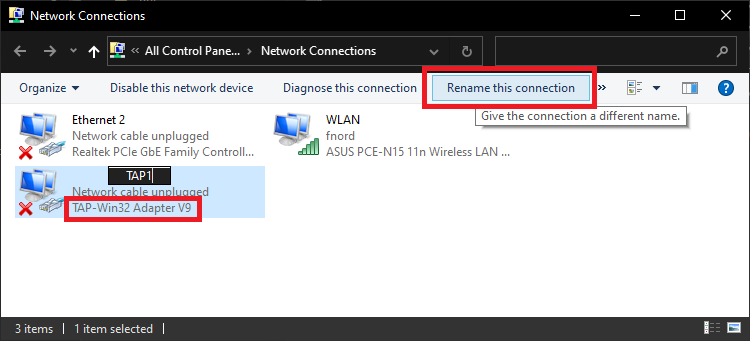 Network Connections
All Control Pane... Network Connections
Organize Disable this network device Diagnose this connection Rename this connection »
Give the connection a different name.
Ethernet 2
Network cable unplugged
Realtek PCIe GbE Family Controll...
WLAN
fnord
ASUS PCE-N15 11n Wireless LAN ...
TAP1
Network cable unplugged
TAP-Win32 Adapter V9
3 items 1 item selected